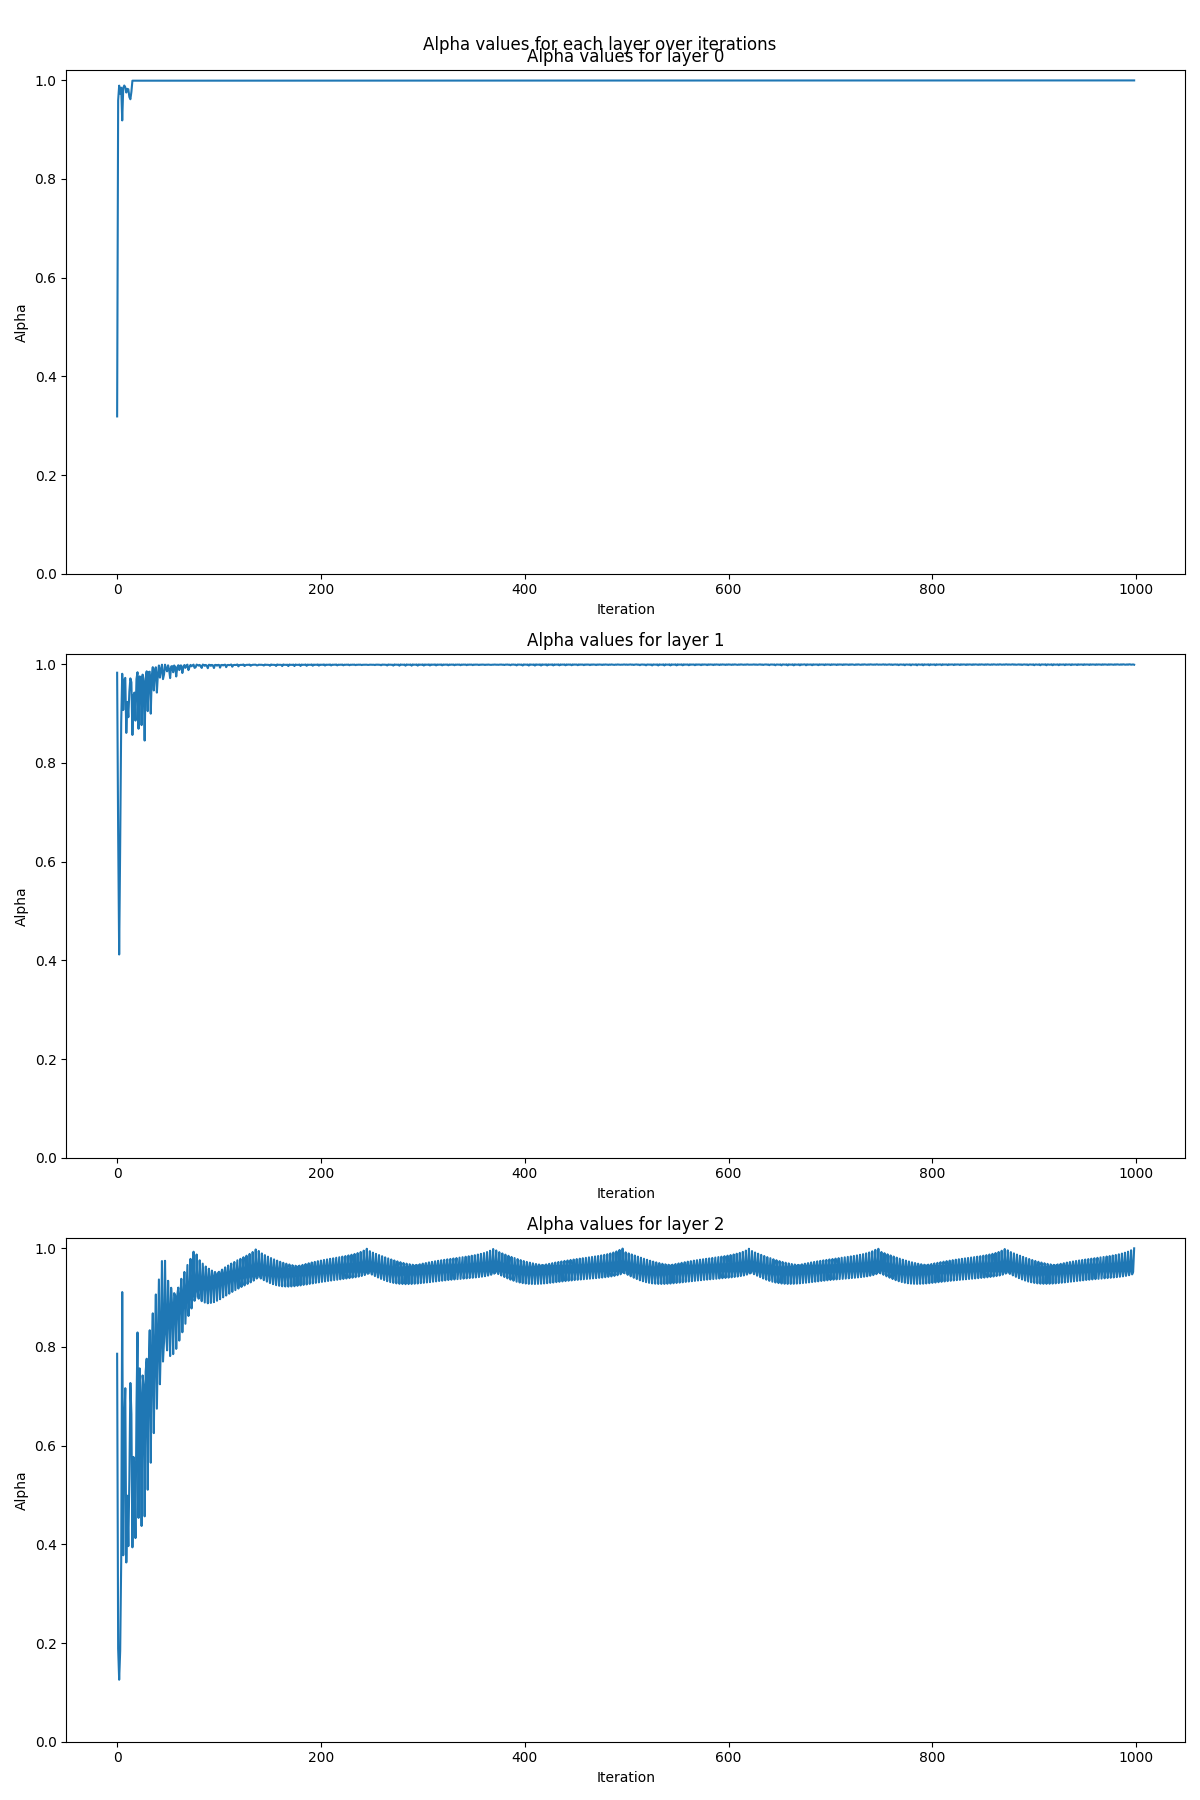 Alpha values for each layer over iterations
Alpha values for layer 0
1.0
0.8
0.6
0.4
0.2
0.0
Alpha
0 200 400 600 800 1000
Iteration
Alpha values for layer 1
1.0
0.8
0.6
0.4
0.2
0.0
Alpha
0 200 400 600 800 1000
Iteration
Alpha values for layer 2
1.0
0.8
0.6
0.4
0.2
0.0
Alpha
0 200 400 600 800 1000
Iteration